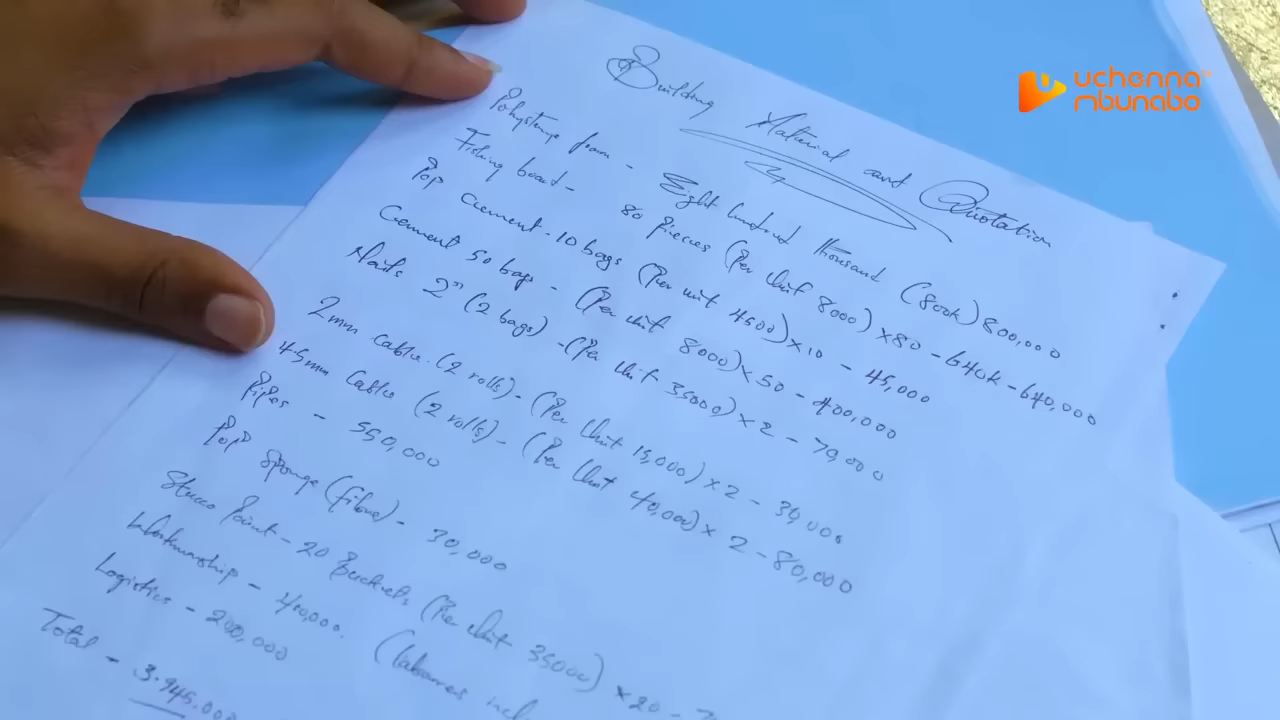 uchenna
nbunabo
Building Material and Quotation
Polystyrene foam - Eight hundred thousand (800k) 800,000
Fishing board - 80 pieces (Per Unit 8000) x 80 - 640k - 640,000
Pop Cement - 10 bags (Per unit 4500) x 10 - 45,000
Cement 50 bags - (Per Unit 8000) x 50 - 400,000
Nails 2" (2 bags) - (Per Unit 35000) x 2 - 70,000
2mm Cable. (2 rolls) - (Per Unit 15,000) x 2 - 30,000
45mm Cable (2 rolls) - (Per Unit 40,000) x 2 - 80,000
Pipes - 550,000
Pop Sponge (fibre) - 30,000
Stucco Paint - 20 Buckets (Per Unit 35000) x 20 -
Workmanship - 400,000. (labourers incl
Logistics - 200,000
Total - 3.945.000